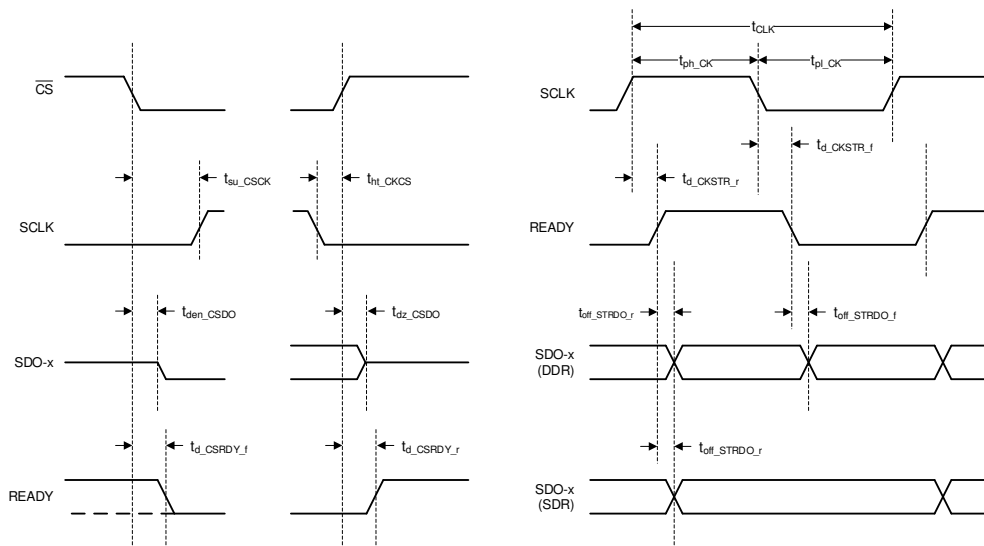 CS
t_su_CSCK
t_ht_CKCS
SCLK
t_den_CSDO
t_dz_CSDO
SDO-x
t_d_CSRDY_f
t_d_CSRDY_r
READY
t_CLK
t_ph_CK
t_pl_CK
SCLK
t_d_CKSTR_f
t_d_CKSTR_r
READY
t_off_STRDO_r
t_off_STRDO_f
SDO-x
(DDR)
t_off_STRDO_r
SDO-x
(SDR)